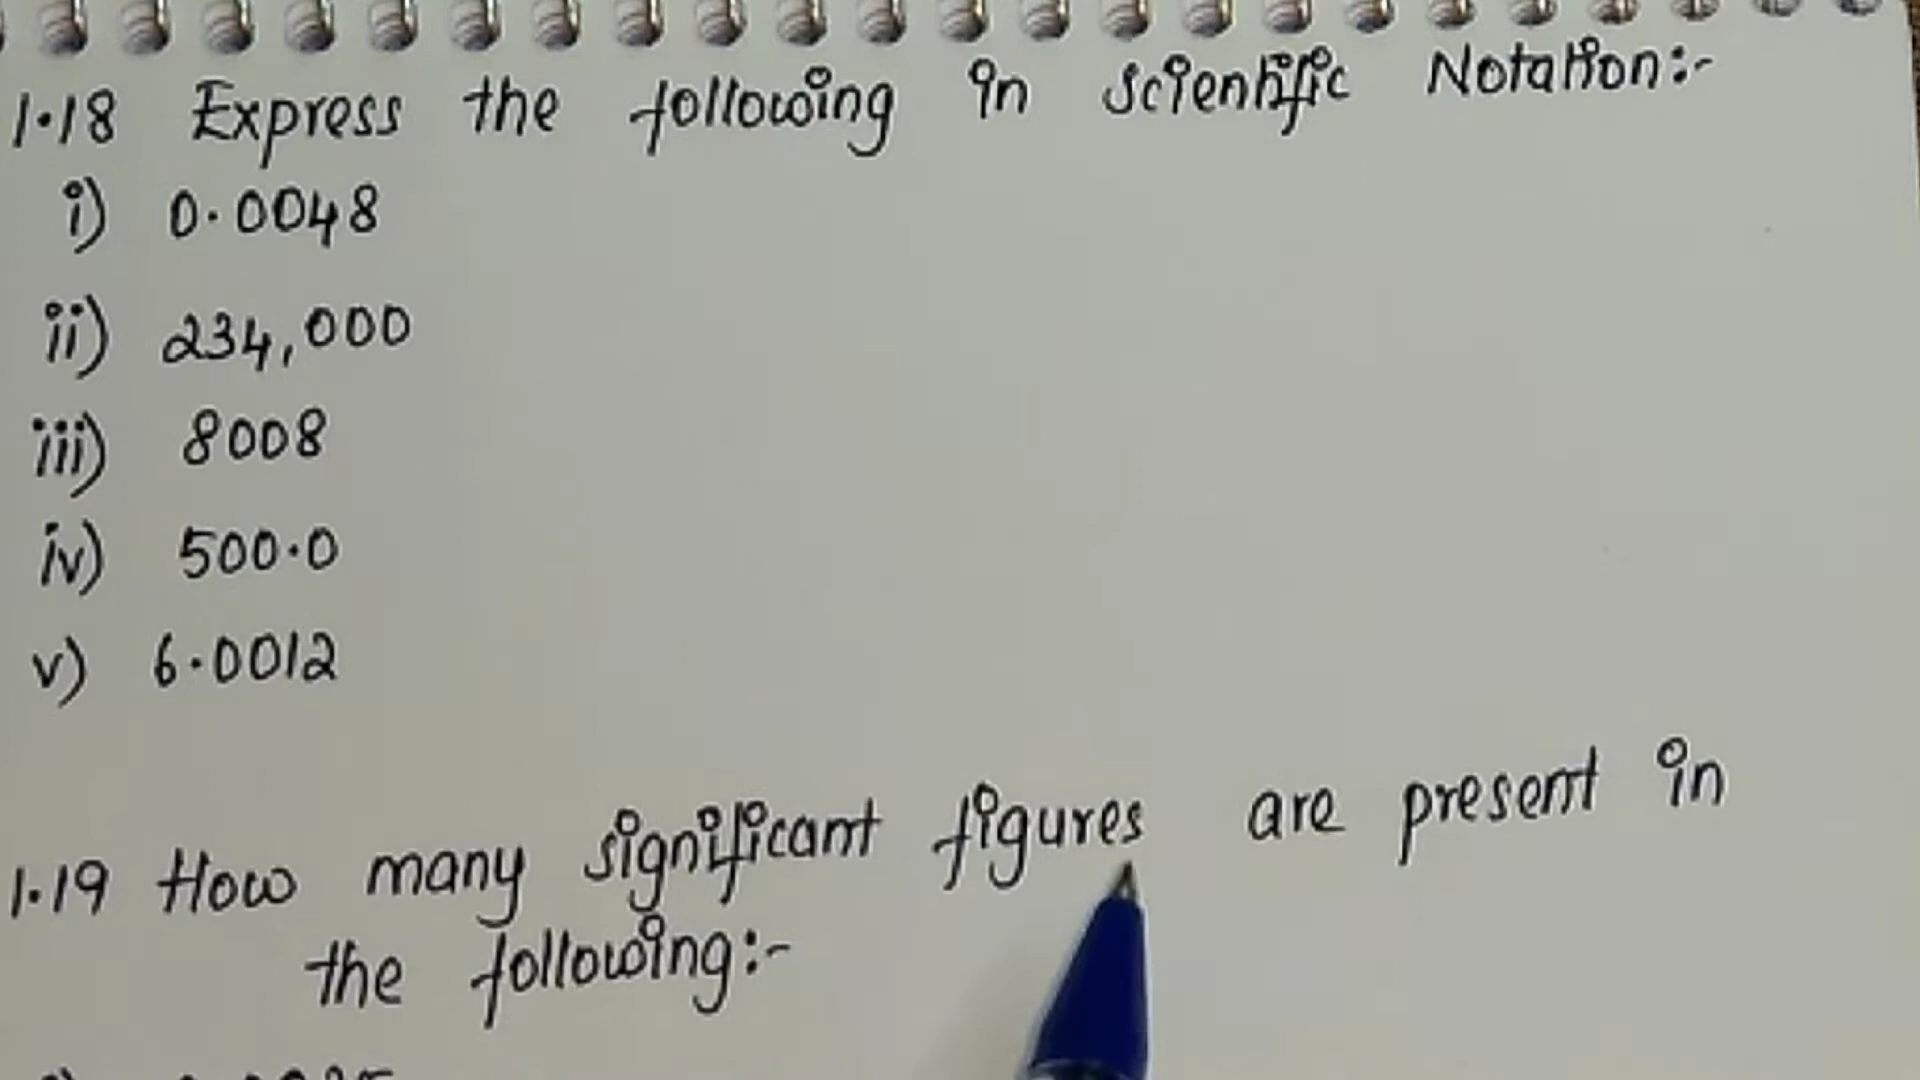 1.18 Express the following in scientific Notation:-
i) 0.0048
ii) 234,000
iii) 8008
iv) 500.0
v) 6.0012
1.19 How many significant figures are present in
the following:-